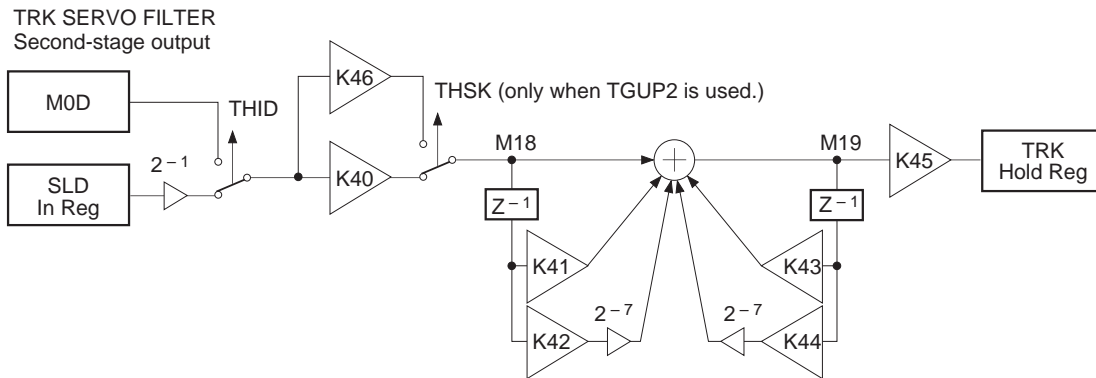 TRK SERVO FILTER
Second-stage output
M0D
THID
K46
THSK (only when TGUP2 is used.)
SLD
In Reg
2⁻¹
K40
M18
M19
K45
TRK
Hold Reg
Z⁻¹
Z⁻¹
K41
K43
K42
2⁻⁷
2⁻⁷
K44